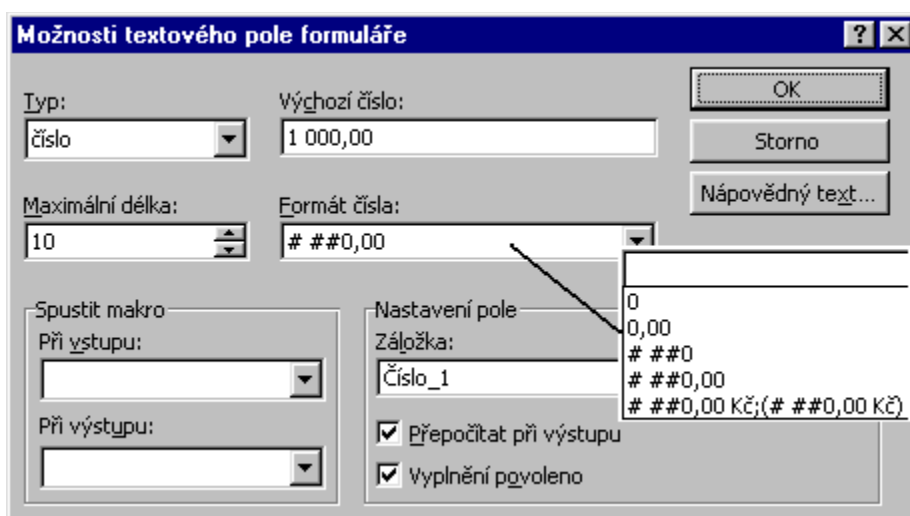 Možnosti textového pole formuláře
Typ:
Výchozí číslo:
OK
číslo
1 000,00
Storno
Maximální délka:
Formát čísla:
Nápovědný text...
10
# ##0,00
0
0,00
# ##0
# ##0,00
# ##0,00 Kč;(# ##0,00 Kč)
Spustit makro
Při vstupu:
Při výstupu:
Nastavení pole
Záložka:
Číslo_1
Přepočítat při výstupu
Vyplnění povoleno